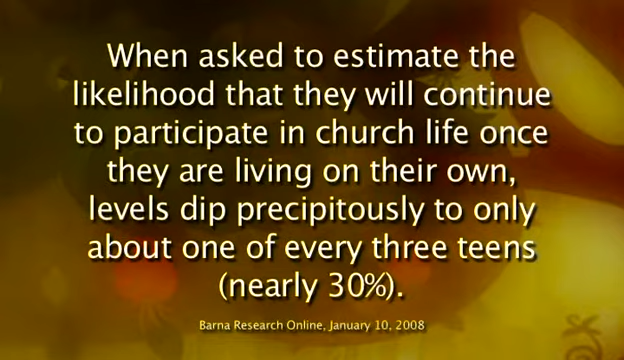 When asked to estimate the
likelihood that they will continue
to participate in church life once
they are living on their own,
levels dip precipitously to only
about one of every three teens
(nearly 30%).
Barna Research Online, January 10, 2008